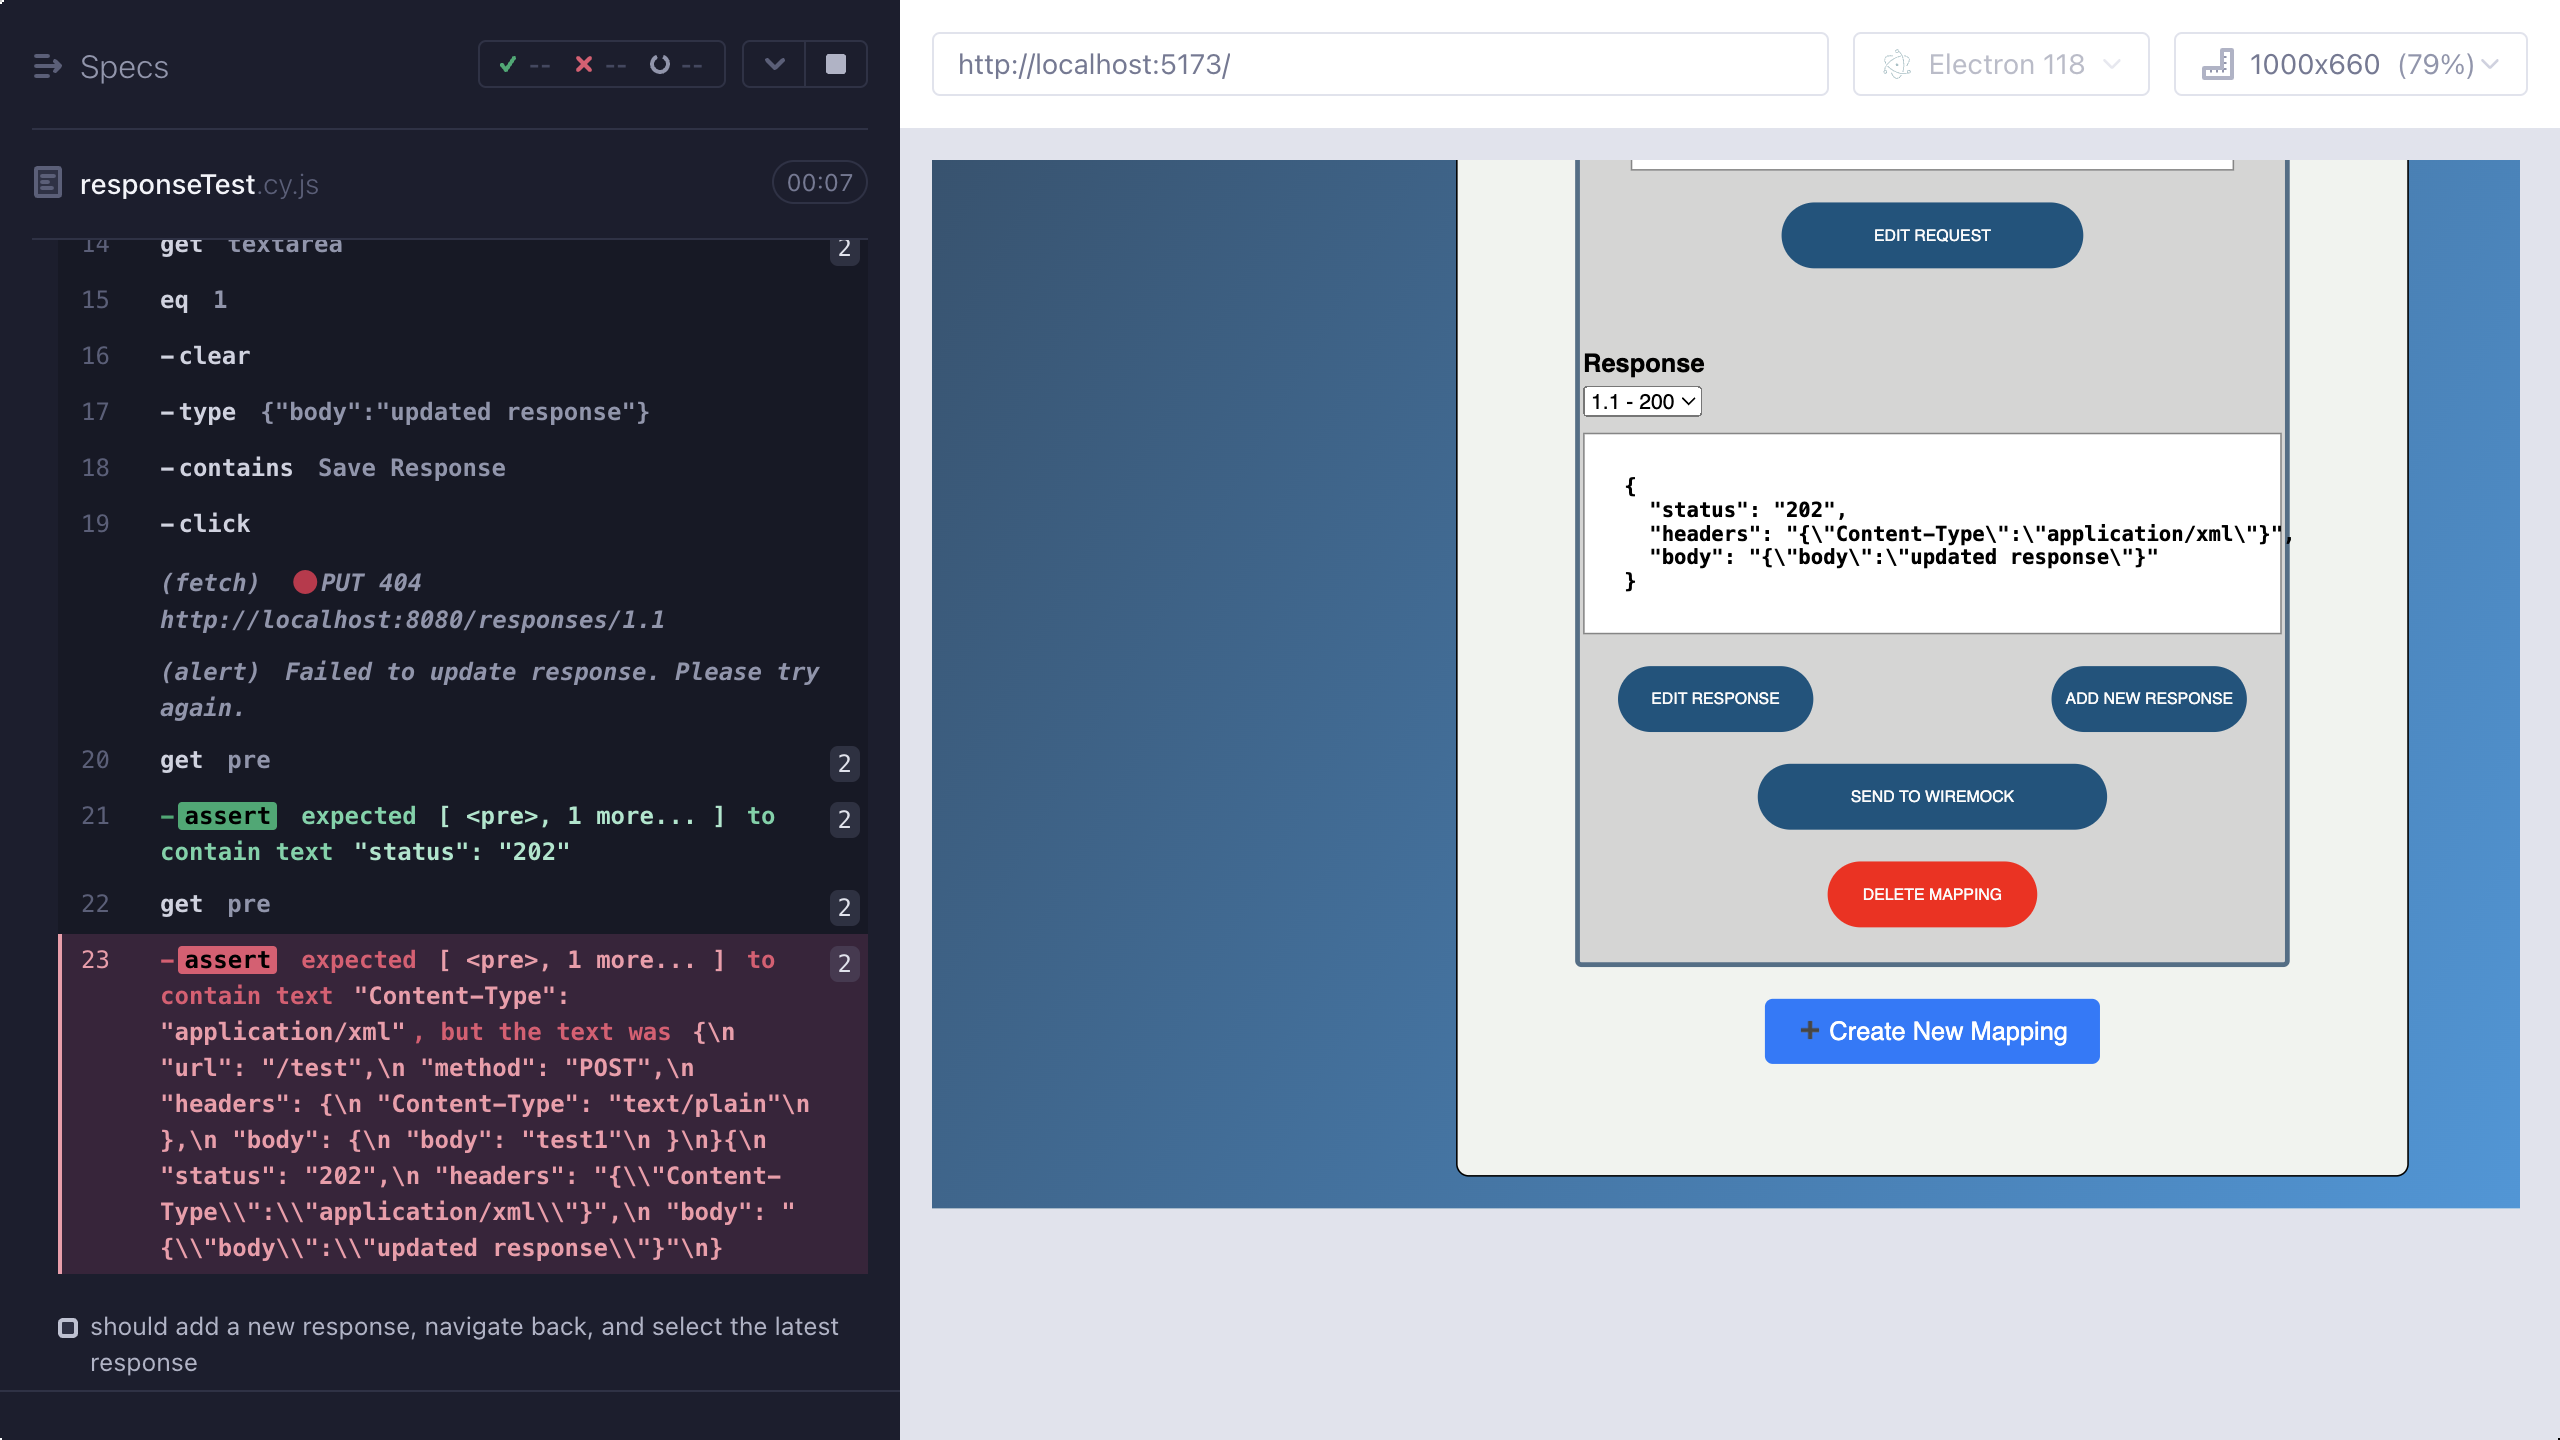 Specs
-- -- --
responseTest.cy.js 00:07
14 get textarea 2
15 eq 1
16 -clear
17 -type {"body":"updated response"}
18 -contains Save Response
19 -click
(fetch) PUT 404
http://localhost:8080/responses/1.1
(alert) Failed to update response. Please try
again.
20 get pre 2
21 -assert expected [ <pre>, 1 more... ] to 2
contain text "status": "202"
22 get pre 2
23 -assert expected [ <pre>, 1 more... ] to 2
contain text "Content-Type":
"application/xml", but the text was {\n
"url": "/test",\n "method": "POST",\n
"headers": {\n "Content-Type": "text/plain"\n
},\n "body": {\n "body": "test1"\n }\n}{\n
"status": "202",\n "headers": "{\\"Content-
Type\\":\\"application/xml\\"}",\n "body": "
{\\"body\\":\\"updated response\\"}"\n}
should add a new response, navigate back, and select the latest
response
http://localhost:5173/
Electron 118
1000x660 (79%)
EDIT REQUEST
Response
1.1 - 200
{
"status": "202",
"headers": "{\"Content-Type\":\"application/xml\"}",
"body": "{\"body\":\"updated response\"}"
}
EDIT RESPONSE
ADD NEW RESPONSE
SEND TO WIREMOCK
DELETE MAPPING
+ Create New Mapping